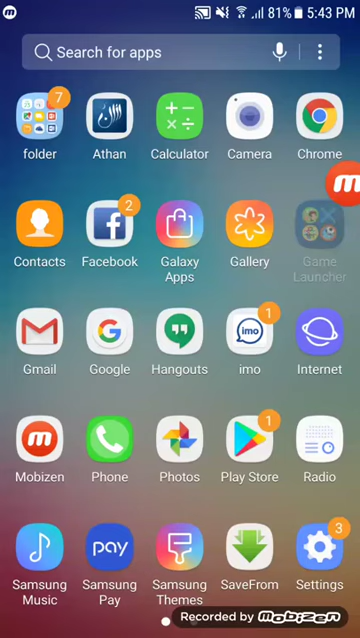 81% 5:43 PM
Search for apps
7
folder Athan Calculator Camera Chrome
2
Contacts Facebook Galaxy Apps Gallery Game Launcher
1
imo
Gmail Google Hangouts imo Internet
1
Mobizen Phone Photos Play Store Radio
3
pay
Samsung Music Samsung Pay Samsung Themes SaveFrom Settings
Recorded by mobizen